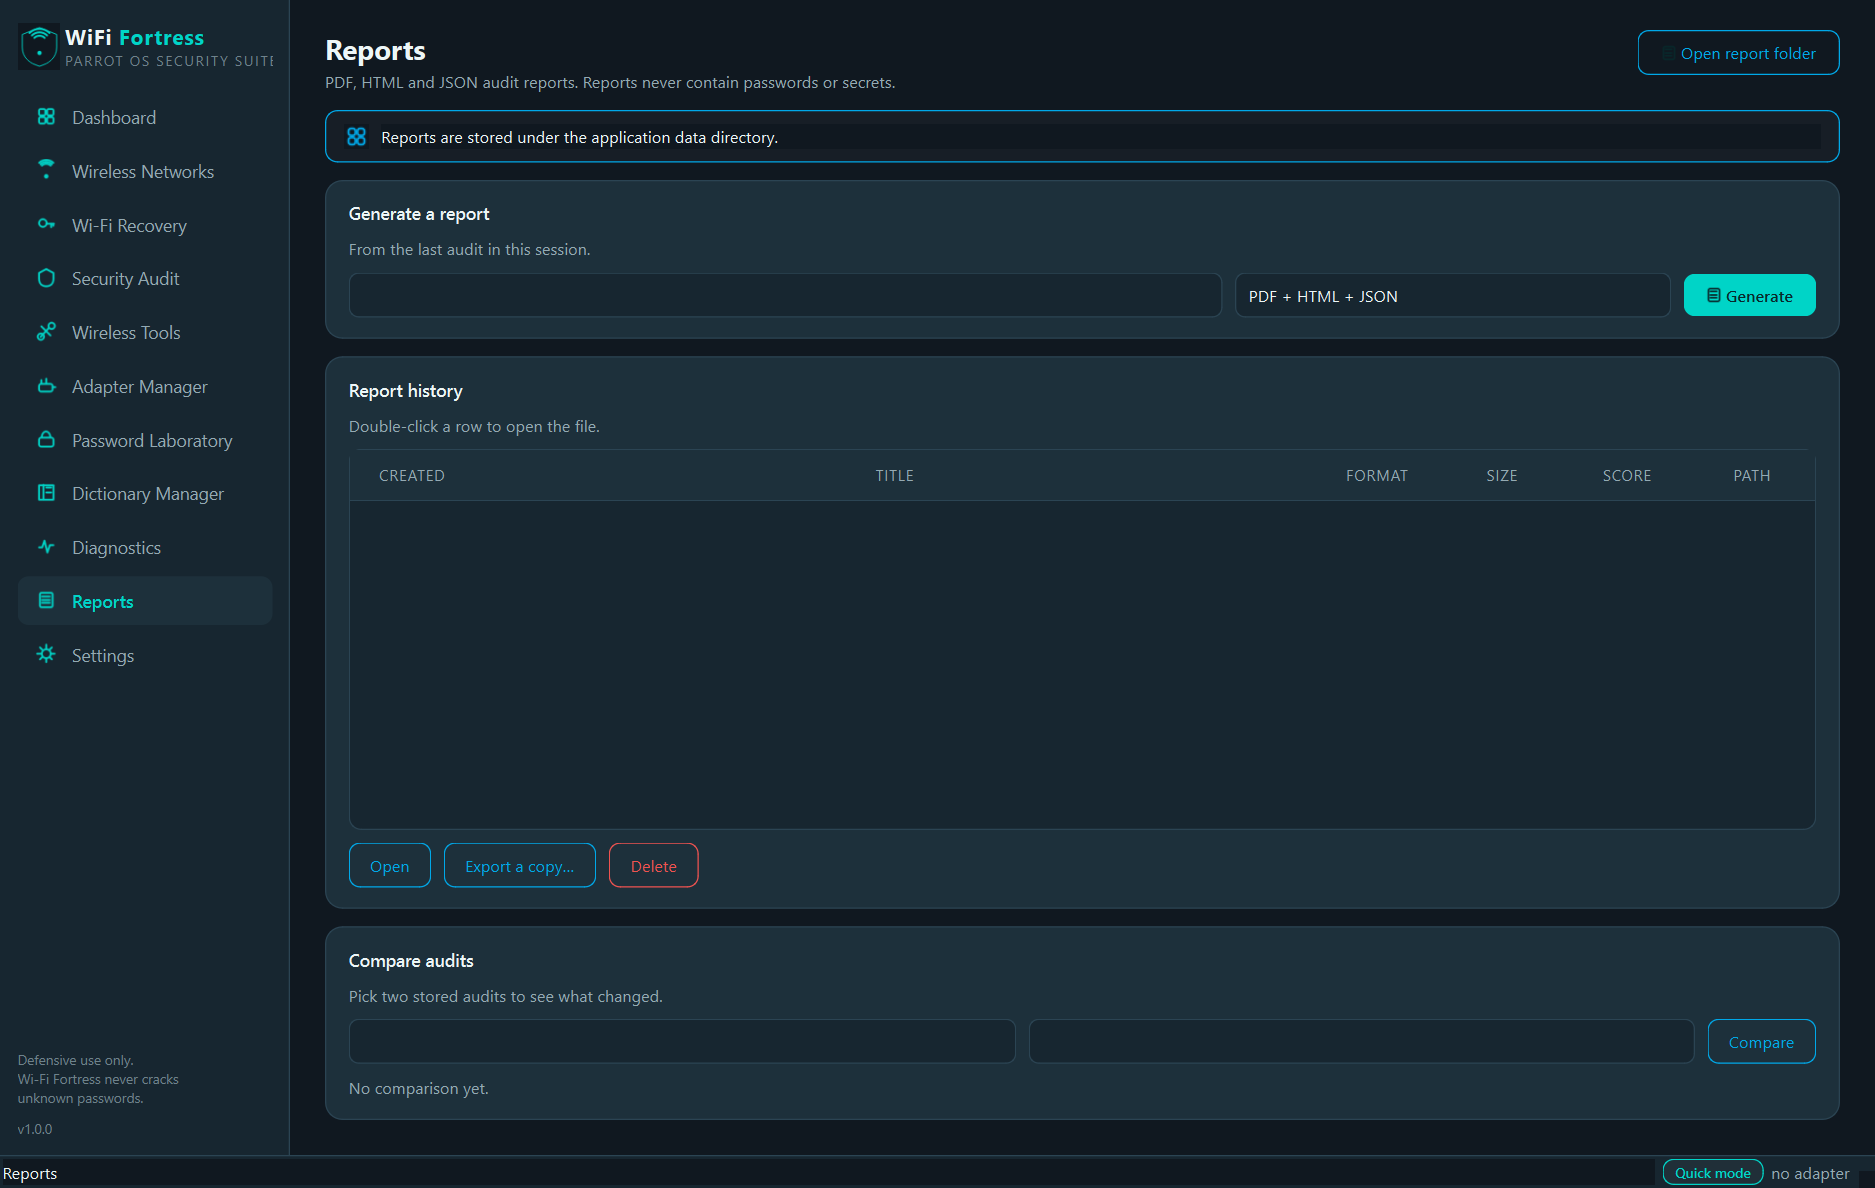 WiFi Fortress
PARROT OS SECURITY SUITE
Dashboard
Wireless Networks
Wi-Fi Recovery
Security Audit
Wireless Tools
Adapter Manager
Password Laboratory
Dictionary Manager
Diagnostics
Reports
Settings
Defensive use only.
Wi-Fi Fortress never cracks
unknown passwords.
v1.0.0
Reports
PDF, HTML and JSON audit reports. Reports never contain passwords or secrets.
Open report folder
Reports are stored under the application data directory.
Generate a report
From the last audit in this session.
PDF + HTML + JSON
Generate
Report history
Double-click a row to open the file.
CREATED TITLE FORMAT SIZE SCORE PATH
Open Export a copy... Delete
Compare audits
Pick two stored audits to see what changed.
Compare
No comparison yet.
Reports
Quick mode no adapter